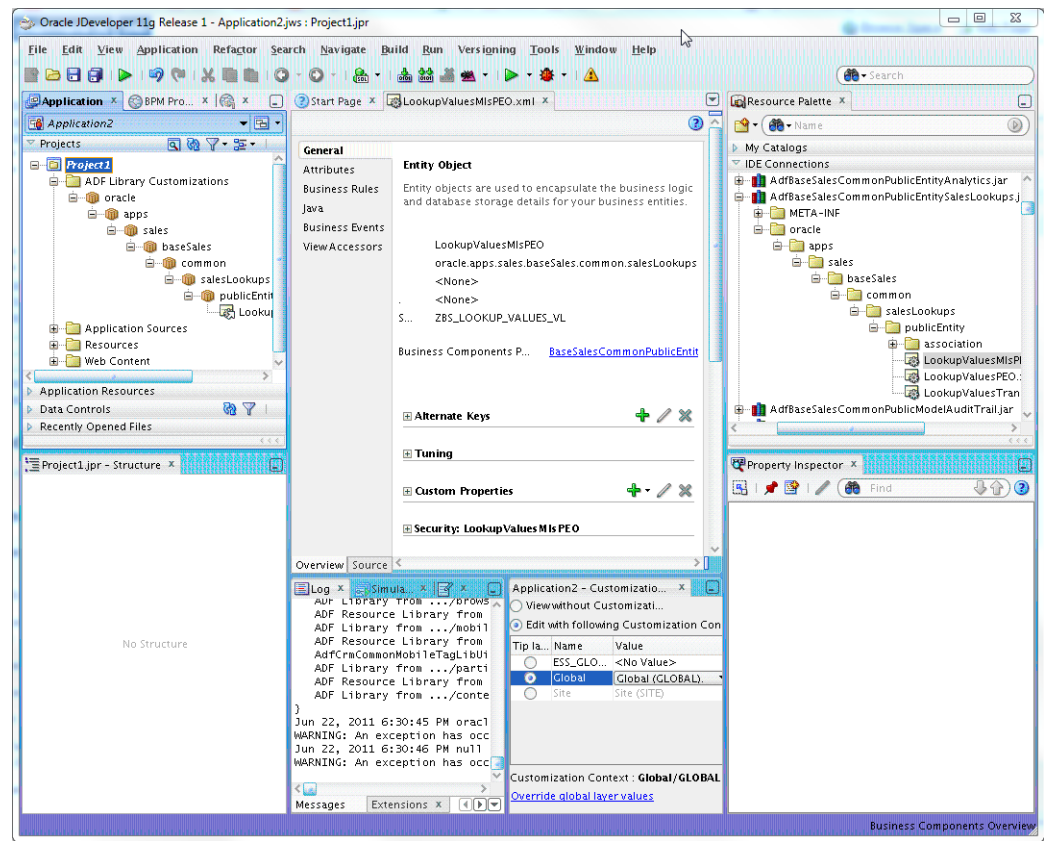 Oracle JDeveloper 11g Release 1 - Application2.jws : Project1.jpr
File Edit View Application Refactor Search Navigate Build Run Versioning Tools Window Help
Search
Application x BPM Pro... x x
Application2
Projects
Project1
ADF Library Customizations
oracle
apps
sales
baseSales
common
salesLookups
publicEntit
Looku
Application Sources
Resources
Web Content
Application Resources
Data Controls
Recently Opened Files
Project1.jpr - Structure x
No Structure
Start Page x LookupValuesMlsPEO.xml x
General
Attributes
Business Rules
Java
Business Events
View Accessors
Entity Object
Entity objects are used to encapsulate the business logic
and database storage details for your business entities.
LookupValuesMlsPEO
oracle.apps.sales.baseSales.common.salesLookups
<None>
. <None>
S... ZBS_LOOKUP_VALUES_VL
Business Components P... BaseSalesCommonPublicEntit
Alternate Keys
Tuning
Custom Properties
Security: LookupValuesMlsPEO
Overview Source
Log x Simula... x x
ADF Library from .../brows
ADF Resource Library from
ADF Library from .../mobil
ADF Resource Library from
AdfCrmCommonMobileTagLibUi
ADF Library from .../parti
ADF Resource Library from
ADF Library from .../conte
}
Jun 22, 2011 6:30:45 PM oracl
WARNING: An exception has occ
Jun 22, 2011 6:30:46 PM null
WARNING: An exception has occ
Messages Extensions x
Application2 - Customizatio... x
View without Customizati...
Edit with following Customization Con
Tip la... Name Value
ESS_GLO... <No Value>
Global Global (GLOBAL).
Site Site (SITE)
Customization Context : Global/GLOBAL
Override global layer values
Resource Palette x
Name
My Catalogs
IDE Connections
AdfBaseSalesCommonPublicEntityAnalytics.jar
AdfBaseSalesCommonPublicEntitySalesLookups.j
META-INF
oracle
apps
sales
baseSales
common
salesLookups
publicEntity
association
LookupValuesMlsPI
LookupValuesPEO.:
LookupValuesTran
AdfBaseSalesCommonPublicModelAuditTrail.jar
Property Inspector x
Find
Business Components Overview